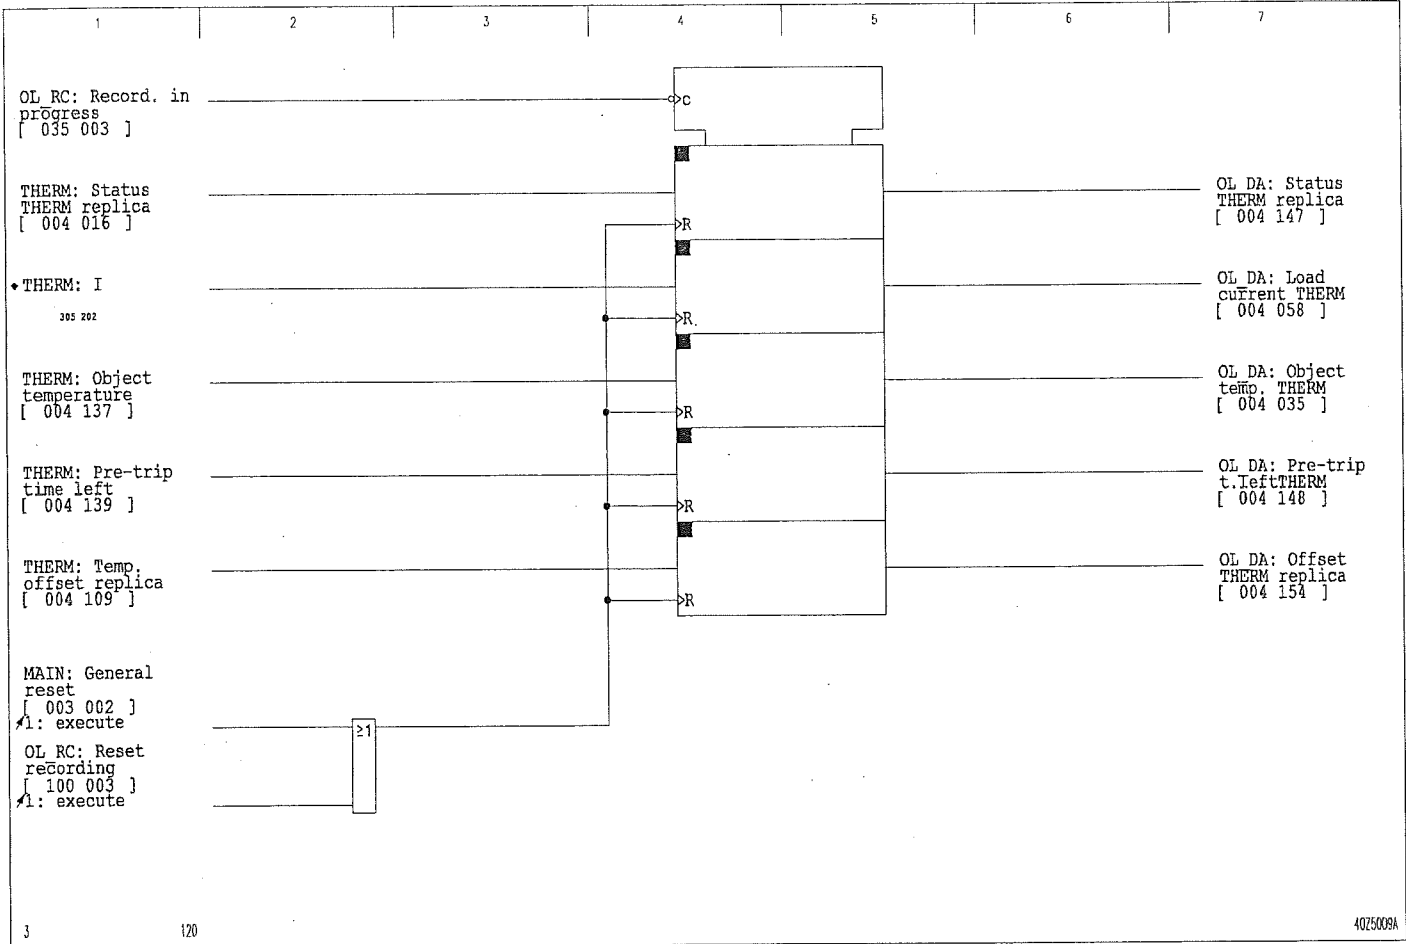 1 2 3 4 5 6 7
OL_RC: Record. in
progress
[ 035 003 ]
C
THERM: Status
THERM replica
[ 004 016 ]
R
OL_DA: Status
THERM replica
[ 004 147 ]
THERM: I
305 202
R
OL_DA: Load
current THERM
[ 004 058 ]
THERM: Object
temperature
[ 004 137 ]
R
OL_DA: Object
temp. THERM
[ 004 035 ]
THERM: Pre-trip
time left
[ 004 139 ]
R
OL_DA: Pre-trip
t.leftTHERM
[ 004 148 ]
THERM: Temp.
offset replica
[ 004 109 ]
R
OL_DA: Offset
THERM replica
[ 004 154 ]
MAIN: General
reset
[ 003 002 ]
1: execute
≥1
OL_RC: Reset
recording
[ 100 003 ]
1: execute
3 120 40Z5009A